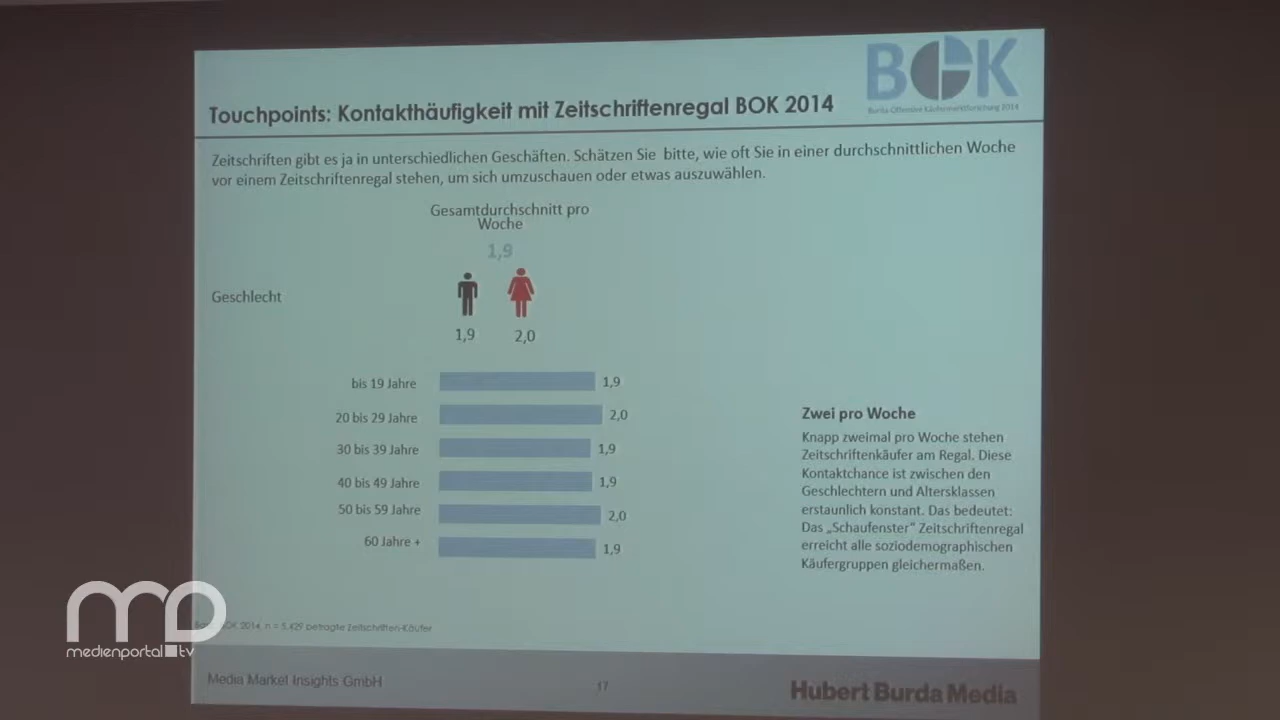 BOK
Burda Offensive Käufermarktforschung 2014
Touchpoints: Kontakthäufigkeit mit Zeitschriftenregal BOK 2014
Zeitschriften gibt es ja in unterschiedlichen Geschäften. Schätzen Sie bitte, wie oft Sie in einer durchschnittlichen Woche
vor einem Zeitschriftenregal stehen, um sich umzuschauen oder etwas auszuwählen.
Gesamtdurchschnitt pro
Woche
1,9
Geschlecht
1,9 2,0
bis 19 Jahre 1,9
20 bis 29 Jahre 2,0
30 bis 39 Jahre 1,9
40 bis 49 Jahre 1,9
50 bis 59 Jahre 2,0
60 Jahre + 1,9
Zwei pro Woche
Knapp zweimal pro Woche stehen
Zeitschriftenkäufer am Regal. Diese
Kontaktchance ist zwischen den
Geschlechtern und Altersklassen
erstaunlich konstant. Das bedeutet:
Das „Schaufenster“ Zeitschriftenregal
erreicht alle soziodemographischen
Käufergruppen gleichermaßen.
BOK 2014, n = 5.429 befragte Zeitschriften-Käufer
medienportal tv
Media Market Insights GmbH
17
Hubert Burda Media